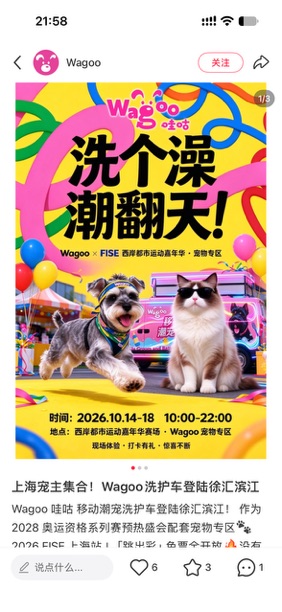 21:58
Wagoo
关注
1/3
Wagoo
哇咕
洗个澡
潮翻天!
Wagoo × FISE 西岸都市运动嘉年华·宠物专区
时间：2026.10.14-18 10:00-22:00
地点：西岸都市运动嘉年华赛场·Wagoo 宠物专区
现场体验·打卡有礼·惊喜不断
上海宠主集合！Wagoo洗护车登陆徐汇滨江
Wagoo 哇咕 移动潮宠洗护车登陆徐汇滨江！ 作为
2028 奥运资格系列赛预热盛会配套宠物专区🐾
2026 FISE 上海站！「跳出彩」免票全开放🔥没有
说点什么...
6
3
1